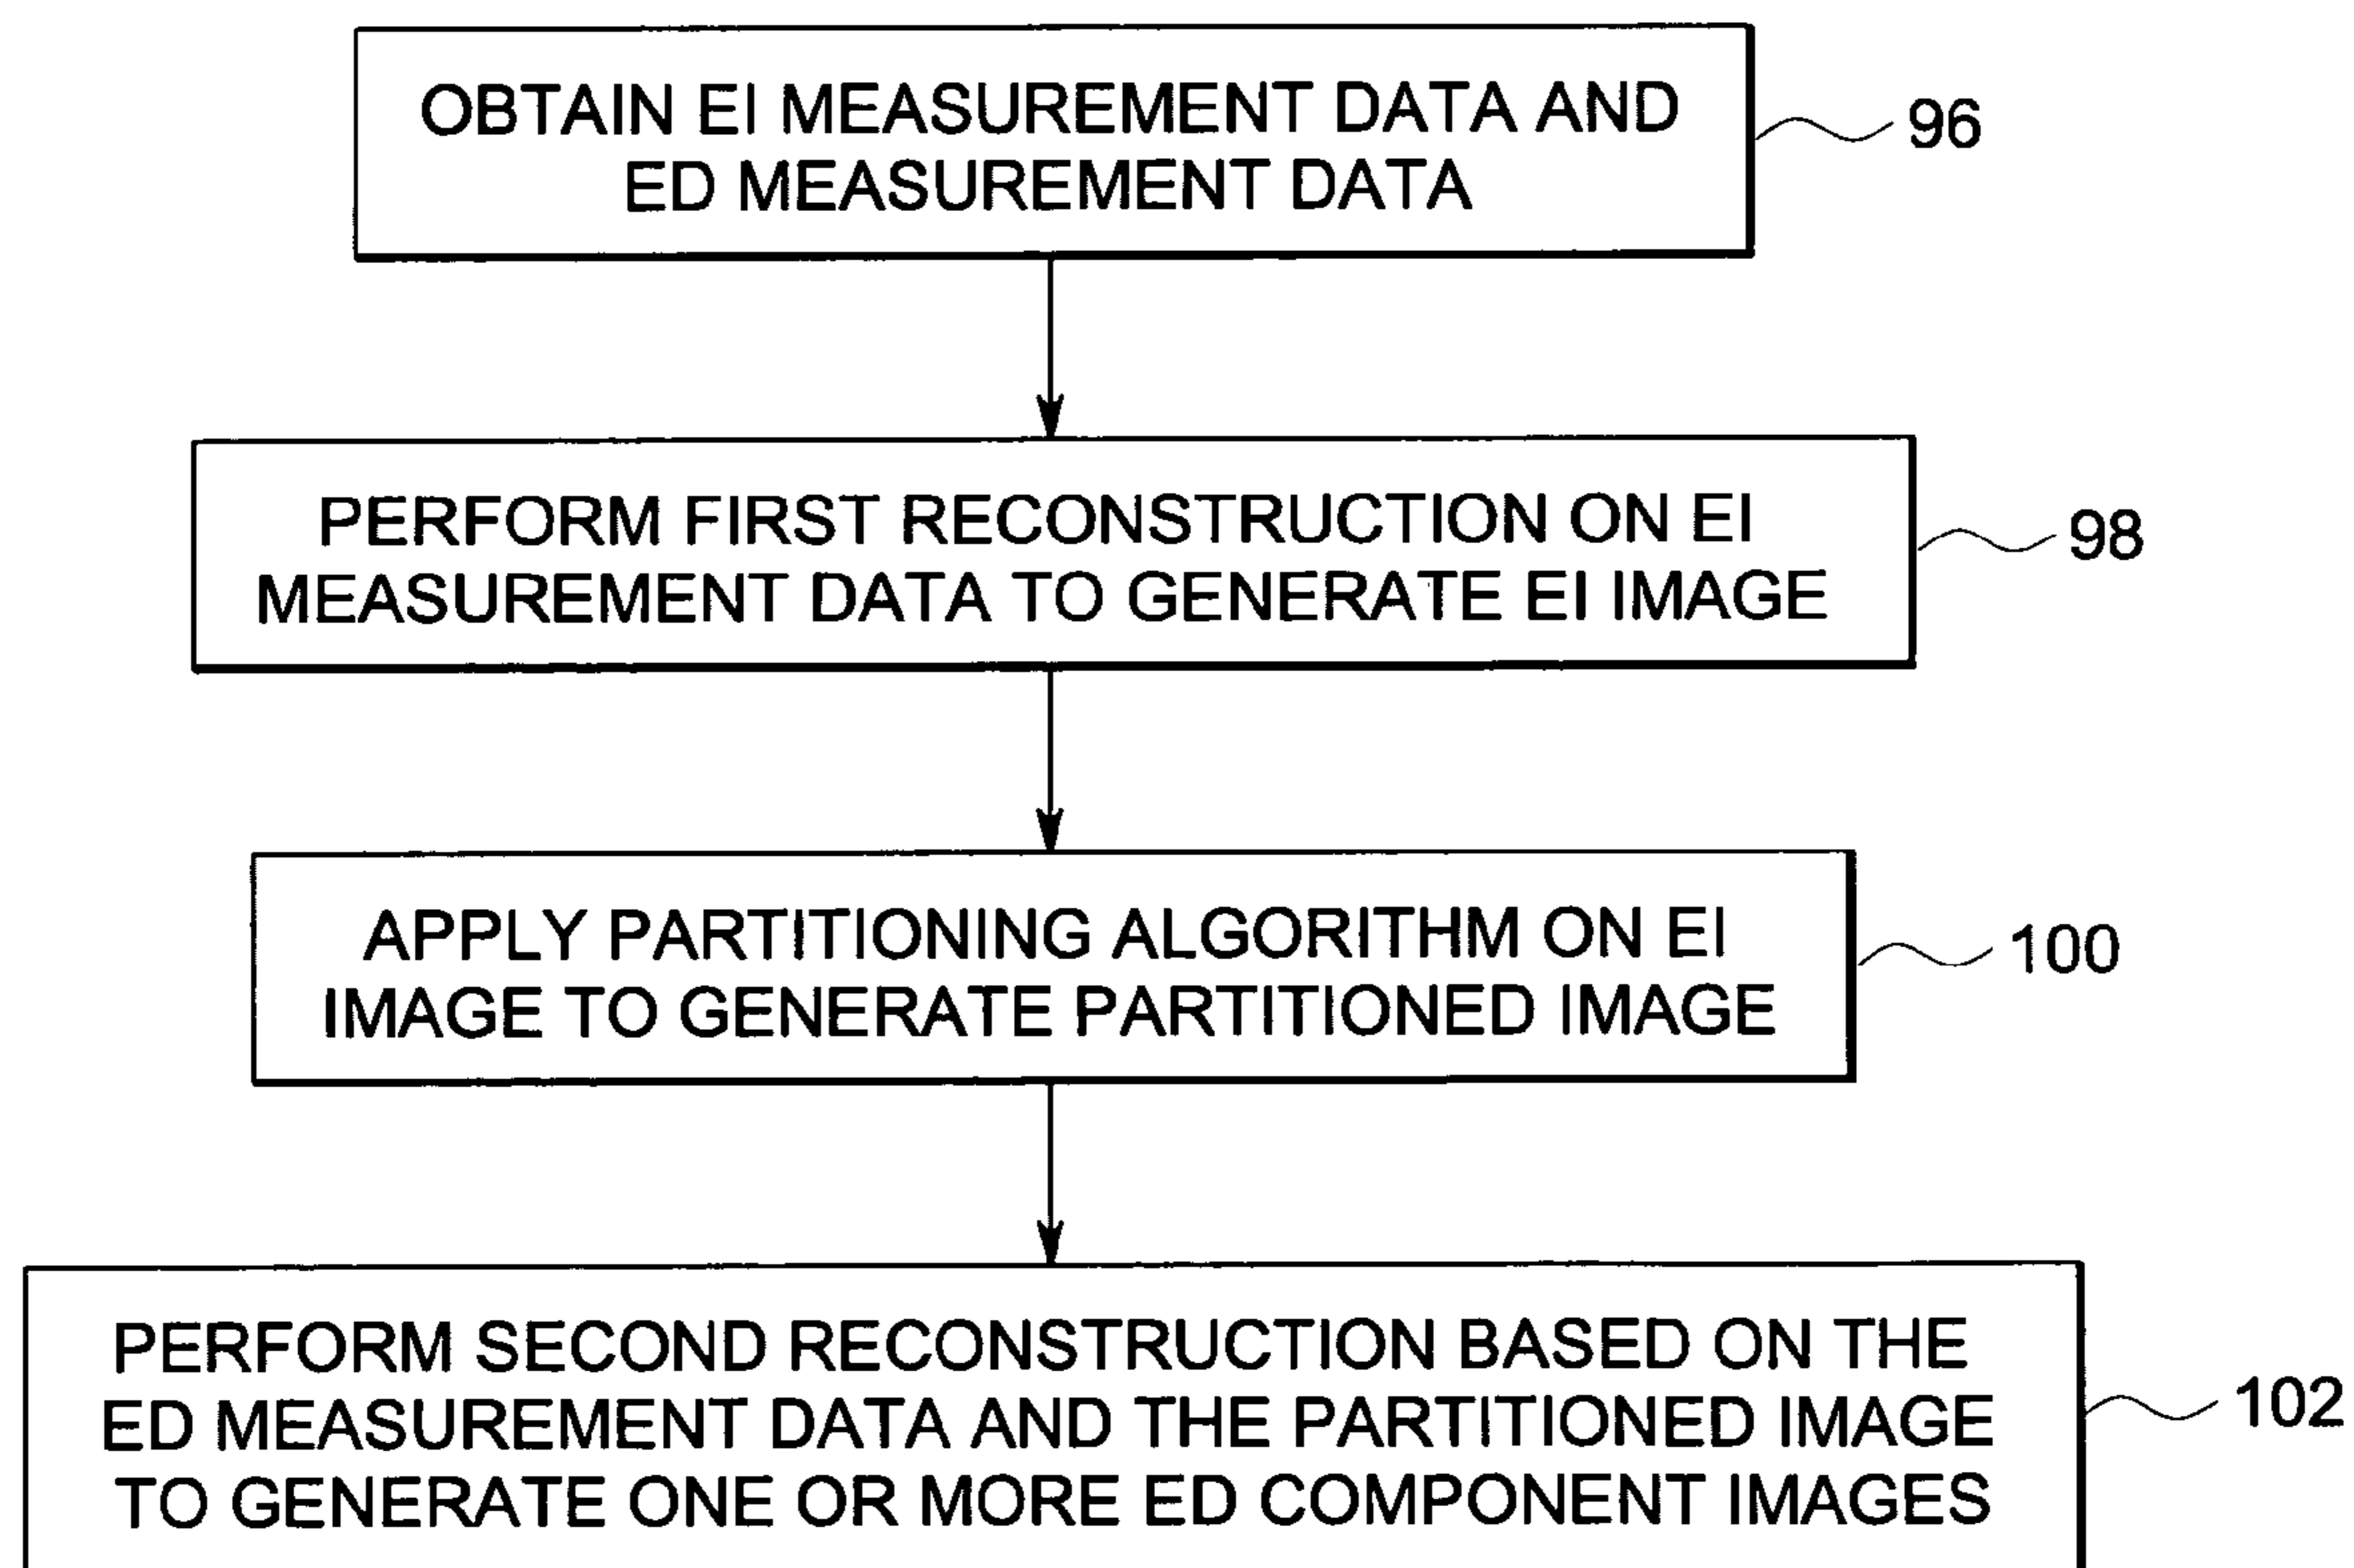 OBTAIN EI MEASUREMENT DATA AND
ED MEASUREMENT DATA
96
PERFORM FIRST RECONSTRUCTION ON EI
MEASUREMENT DATA TO GENERATE EI IMAGE
98
APPLY PARTITIONING ALGORITHM ON EI
IMAGE TO GENERATE PARTITIONED IMAGE
100
PERFORM SECOND RECONSTRUCTION BASED ON THE
ED MEASUREMENT DATA AND THE PARTITIONED IMAGE
TO GENERATE ONE OR MORE ED COMPONENT IMAGES
102